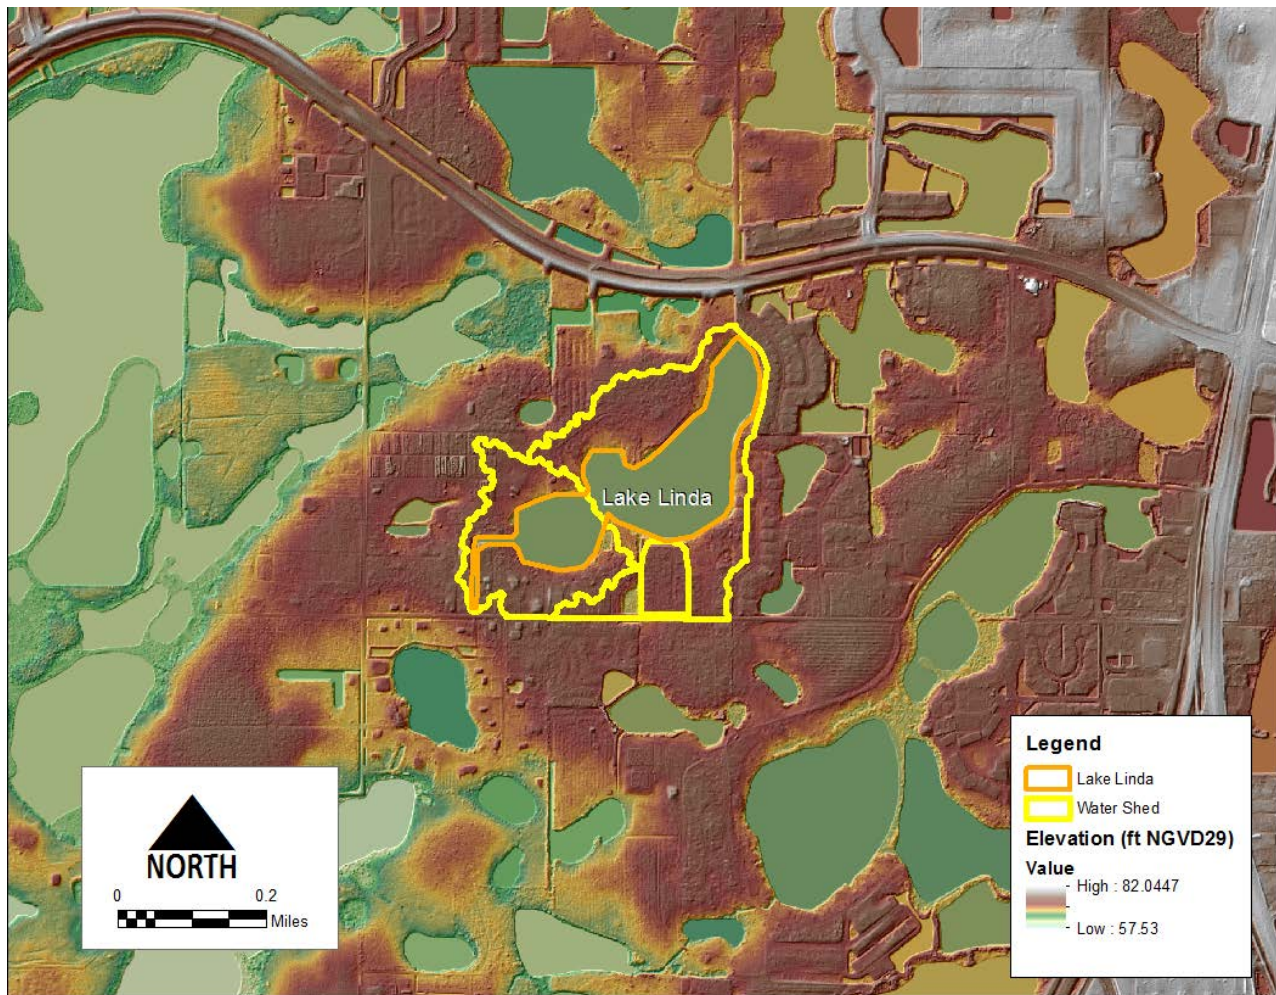 Lake Linda
NORTH
0 0.2
Miles
Legend
Lake Linda
Water Shed
Elevation (ft NGVD29)
Value
High : 82.0447
Low : 57.53